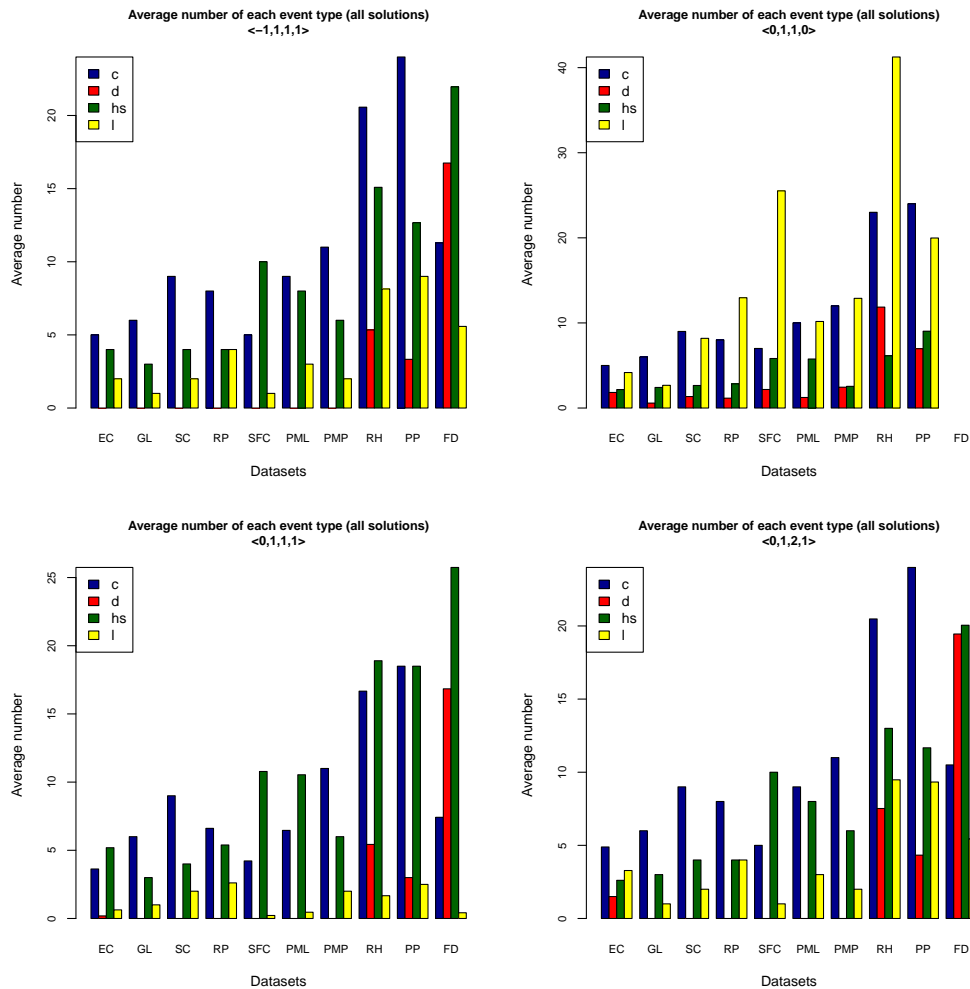 Average number of each event type (all solutions)
<−1,1,1,1>
c
d
hs
l
Average number
0
5
10
15
20
EC GL SC RP SFC PML PMP RH PP FD
Datasets
Average number of each event type (all solutions)
<0,1,1,0>
c
d
hs
l
Average number
0
10
20
30
40
EC GL SC RP SFC PML PMP RH PP FD
Datasets
Average number of each event type (all solutions)
<0,1,1,1>
c
d
hs
l
Average number
0
5
10
15
20
25
EC GL SC RP SFC PML PMP RH PP FD
Datasets
Average number of each event type (all solutions)
<0,1,2,1>
c
d
hs
l
Average number
0
5
10
15
20
EC GL SC RP SFC PML PMP RH PP FD
Datasets